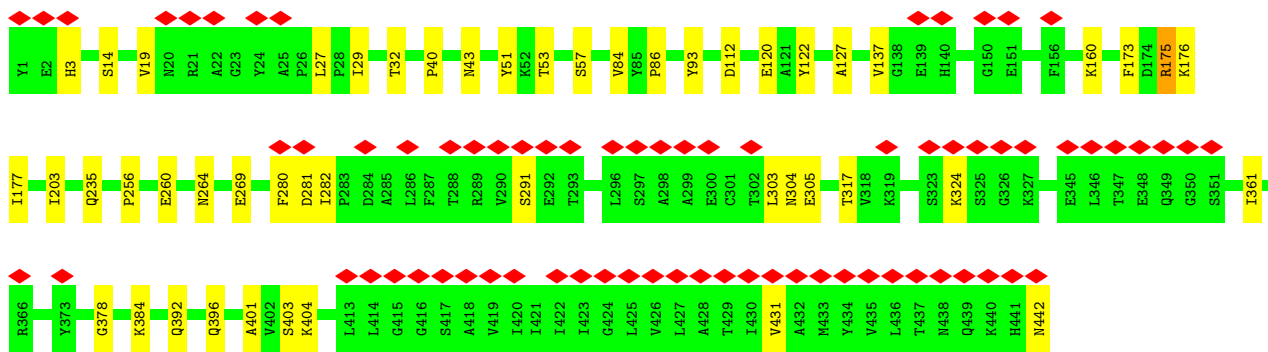 Y1 E2 H3 S14 V19 N20 R21 A22 G23 Y24 A25 P26 L27 P28 I29 T32 P40 N43 Y51 K52 T53 S57 V84 Y85 P86 Y93 D112 E120 A121 Y122 A127 V137 G138 E139 H140 G150 E151 F156 K160 F173 D174 R175 K176
I177 I203 Q235 P256 E260 N264 E269 F280 D281 I282 P283 D284 A285 L286 F287 T288 R289 V290 S291 E292 T293 L296 S297 A298 A299 E300 C301 T302 L303 N304 E305 T317 V318 K319 S323 K324 S325 G326 K327 E345 L346 T347 E348 Q349 G350 S351 I361
R366 Y373 G378 K384 Q392 Q396 A401 V402 S403 K404 L413 L414 G415 G416 S417 A418 V419 I420 I421 I422 I423 G424 L425 V426 L427 A428 T429 I430 V431 A432 M433 Y434 V435 L436 T437 N438 Q439 K440 H441 N442